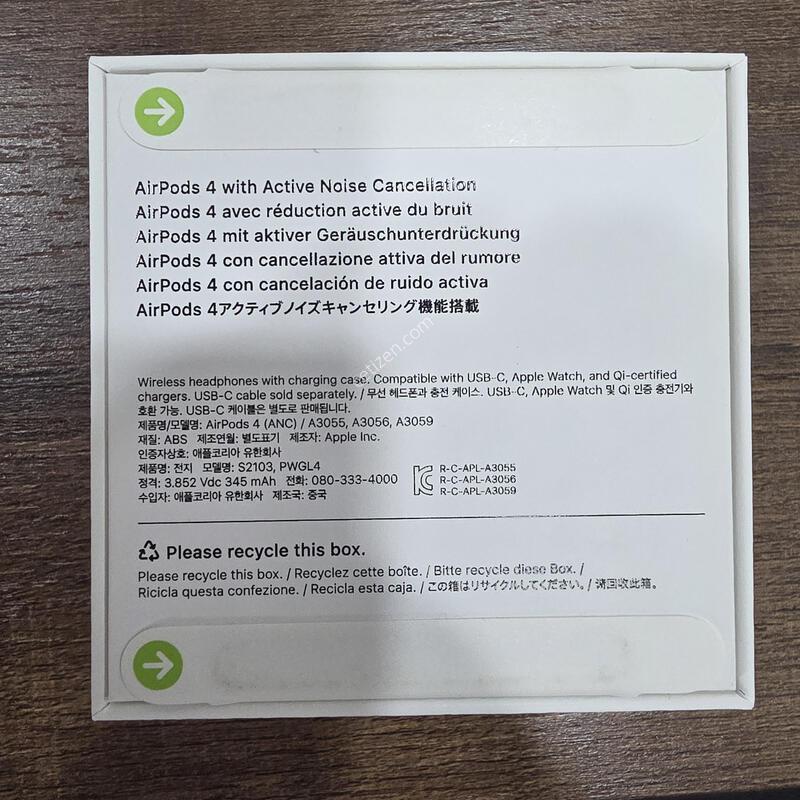 AirPods 4 with Active Noise Cancellation
AirPods 4 avec réduction active du bruit
AirPods 4 mit aktiver Geräuschunterdrückung
AirPods 4 con cancellazione attiva del rumore
AirPods 4 con cancelación de ruido activa
AirPods 4アクティブノイズキャンセリング機能搭載
etizen.com
Wireless headphones with charging case. Compatible with USB-C, Apple Watch, and Qi-certified
chargers. USB-C cable sold separately. / 무선 헤드폰과 충전 케이스. USB-C, Apple Watch 및 Qi 인증 충전기와
호환 가능. USB-C 케이블은 별도로 판매됩니다.
제품명/모델명: AirPods 4 (ANC) / A3055, A3056, A3059
재질: ABS 제조연월: 별도표기 제조자: Apple Inc.
인증자상호: 애플코리아 유한회사
제품명: 전지 모델명: S2103, PWGL4
정격: 3.852 Vdc 345 mAh 전화: 080-333-4000
수입자: 애플코리아 유한회사 제조국: 중국
R-C-APL-A3055
R-C-APL-A3056
R-C-APL-A3059
Please recycle this box.
Please recycle this box. / Recyclez cette boîte. / Bitte recycle diese Box. /
Ricicla questa confezione. / Recicla esta caja. / この箱はリサイクルしてください。/ 请回收此箱。